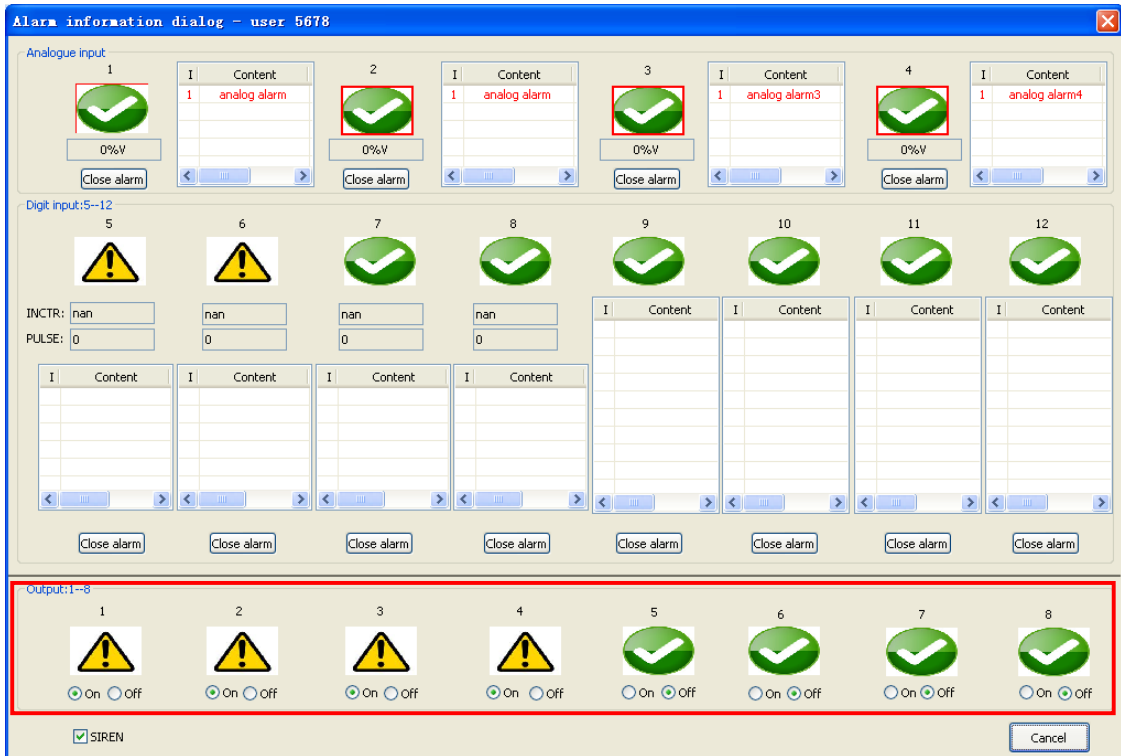 Alarm information dialog - user 5678
Analogue input
1 2 3 4
I Content I Content I Content I Content
1 analog alarm 1 analog alarm 1 analog alarm3 1 analog alarm4
0%V 0%V 0%V 0%V
Close alarm Close alarm Close alarm Close alarm
Digit input:5--12
5 6 7 8 9 10 11 12
INCTR: nan nan nan nan
I Content I Content I Content I Content
PULSE: 0 0 0 0
I Content I Content I Content I Content
Close alarm Close alarm Close alarm Close alarm Close alarm Close alarm Close alarm Close alarm
Output:1--8
1 2 3 4 5 6 7 8
On Off On Off On Off On Off On Off On Off On Off On Off
SIREN Cancel